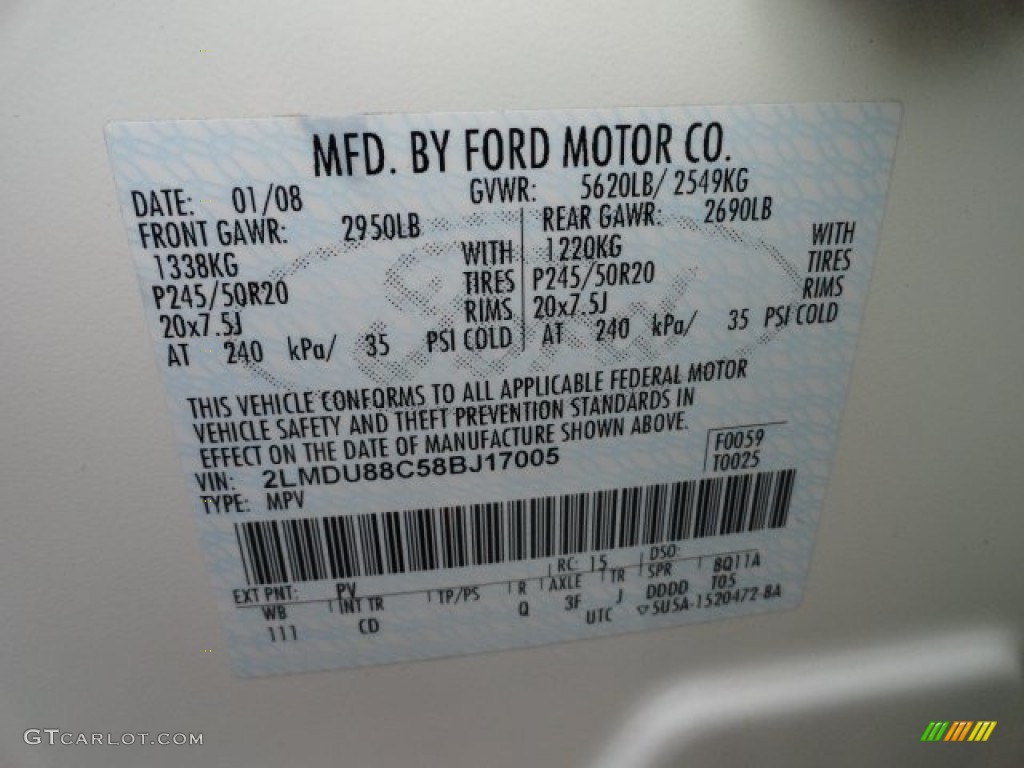 MFD. BY FORD MOTOR CO.
DATE: 01/08 GVWR: 5620LB/ 2549KG
FRONT GAWR: 2950LB REAR GAWR: 2690LB
1338KG WITH 1220KG WITH
P245/50R20 TIRES P245/50R20 TIRES
20x7.5J RIMS 20x7.5J RIMS
AT 240 kPa/ 35 PSI COLD AT 240 kPa/ 35 PSI COLD
THIS VEHICLE CONFORMS TO ALL APPLICABLE FEDERAL MOTOR
VEHICLE SAFETY AND THEFT PREVENTION STANDARDS IN
EFFECT ON THE DATE OF MANUFACTURE SHOWN ABOVE.
VIN: 2LMDU88C58BJ17005 F0059
TYPE: MPV T0025
EXT PNT: PV RC: 15 DSO:
WB INT TR TP/PS R AXLE TR SPR 8Q11A
111 CD Q 3F J DDDD T05
UTC ▽5U5A-1520472-BA
GTCARLOT.COM